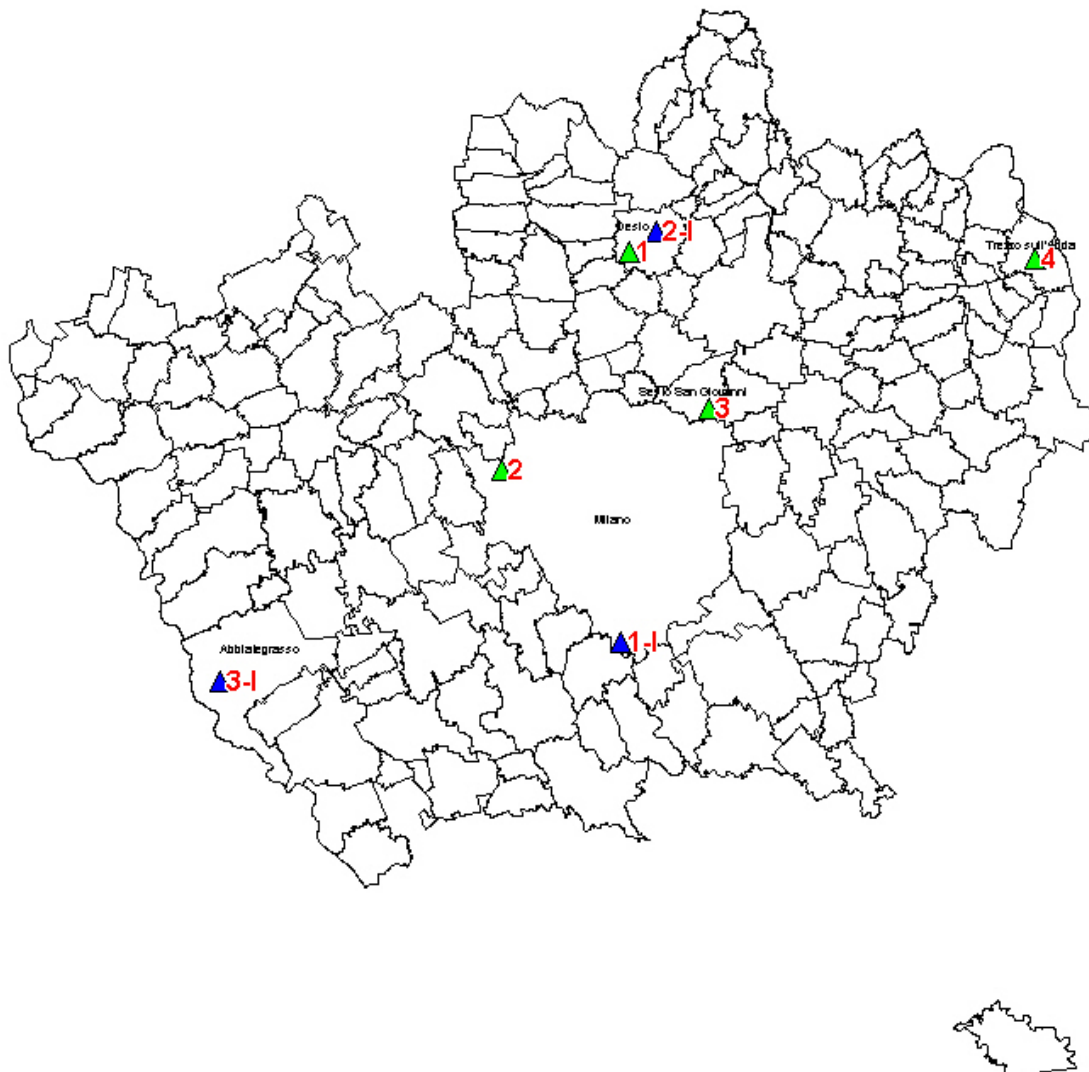 Desio
2-I
1
Trezzo sull'Adda
4
Sesto San Giovanni
3
2
Milano
1-I
Abbiategrasso
3-I